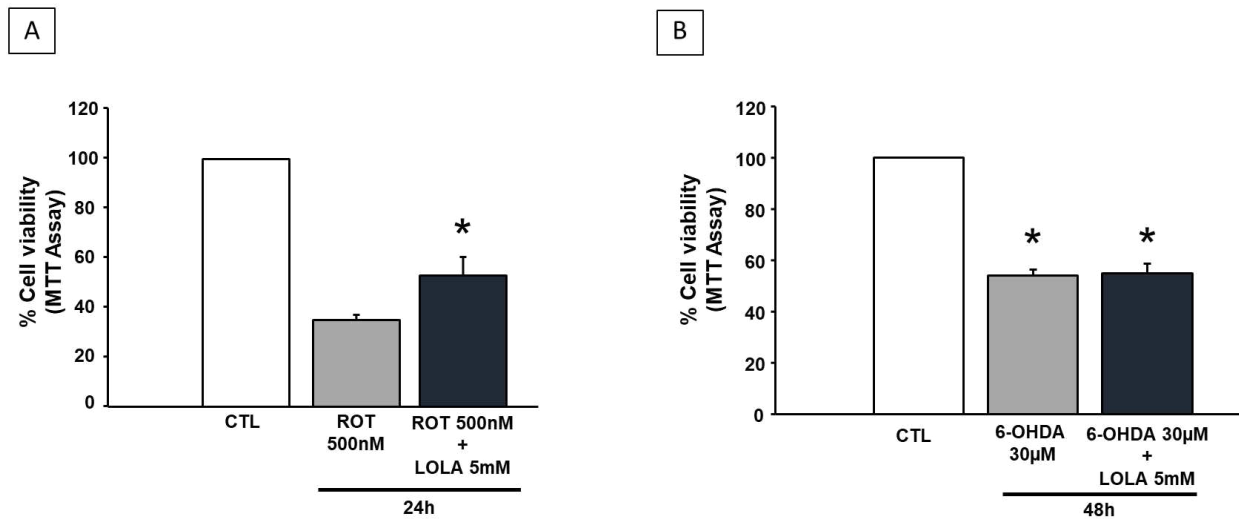 A
% Cell viability
(MTT Assay)
120
100
80
60
40
20
0
*
CTL
ROT
500nM
ROT 500nM
+
LOLA 5mM
24h
B
% Cell viability
(MTT Assay)
120
100
80
60
40
20
0
*
*
CTL
6-OHDA
30µM
6-OHDA 30µM
+
LOLA 5mM
48h